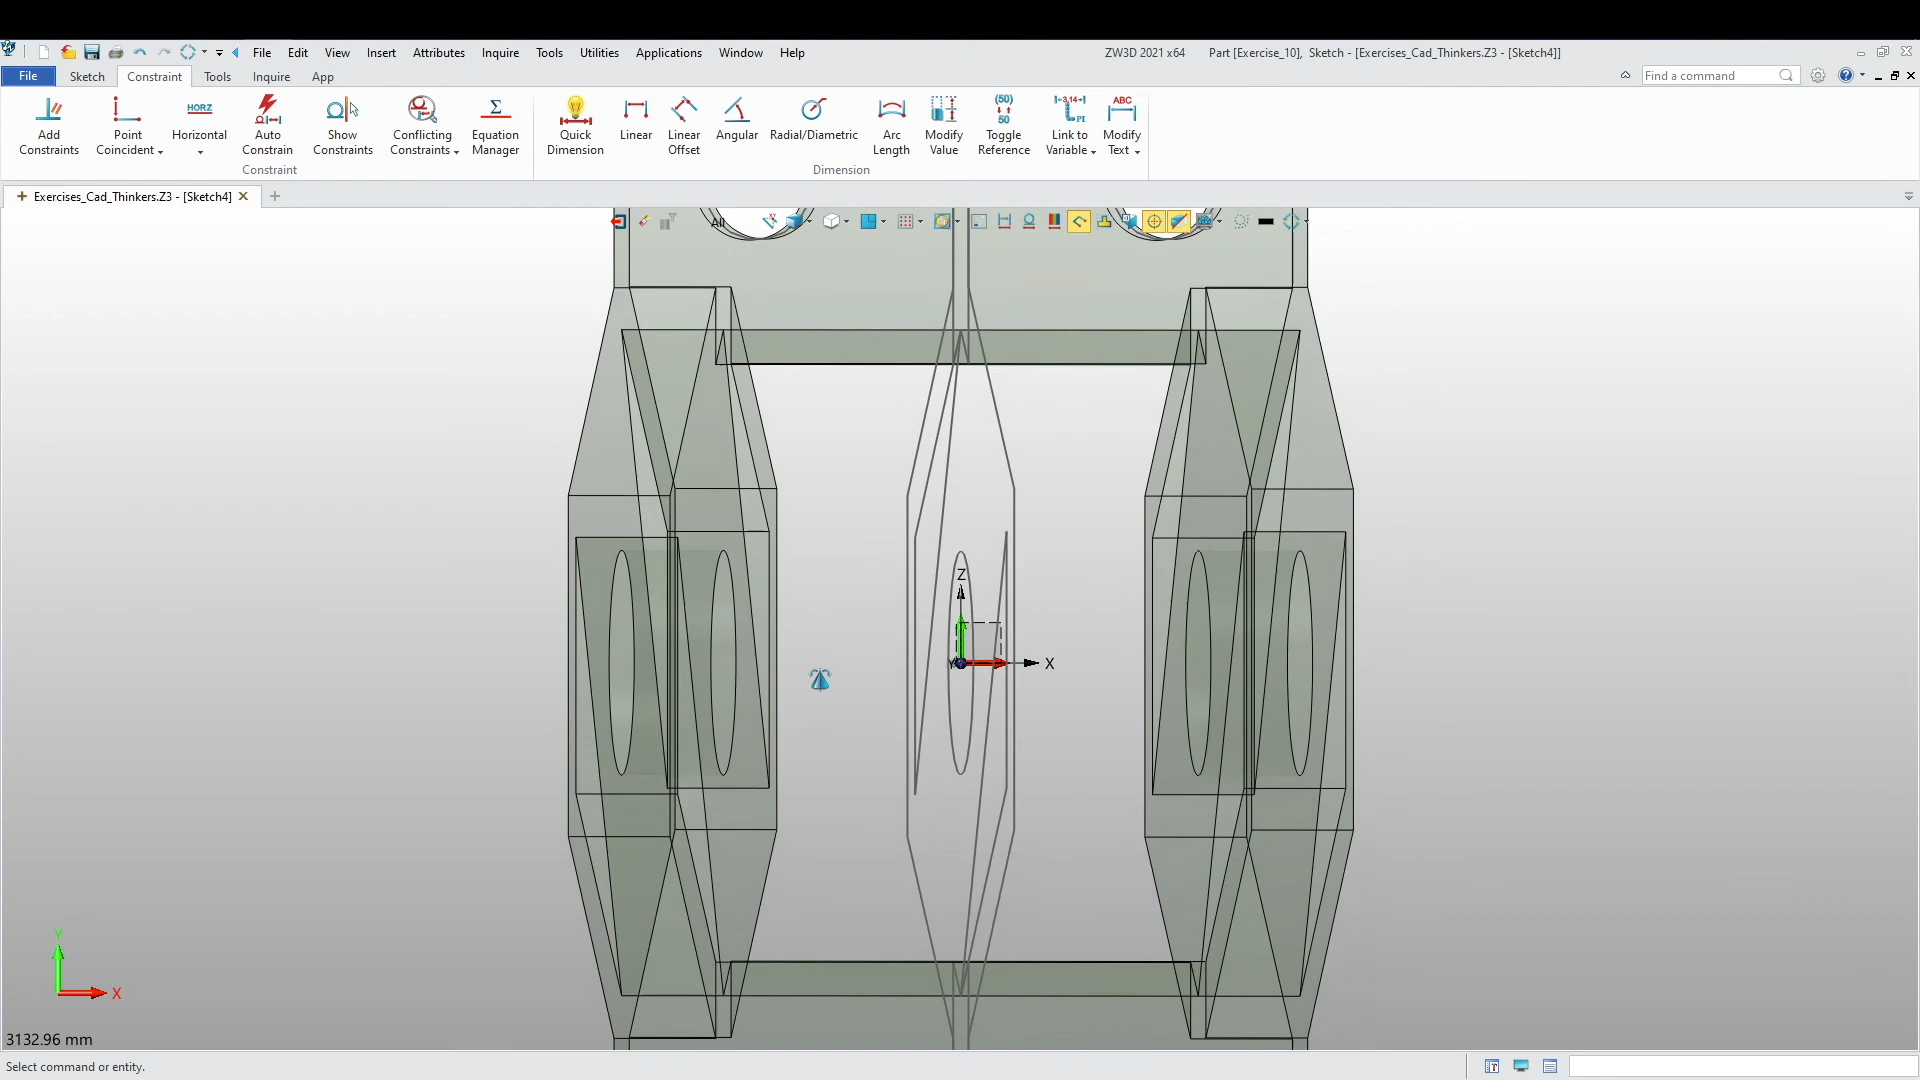 File Edit View Insert Attributes Inquire Tools Utilities Applications Window Help ZW3D 2021 x64 Part [Exercise_10], Sketch - [Exercises_Cad_Thinkers.Z3 - [Sketch4]]
File Sketch Constraint Tools Inquire App Find a command
HORZ Σ (50) 50 +3.14+ PI ABC
Add Constraints
Point Coincident
Horizontal
Auto Constrain
Show Constraints
Conflicting Constraints
Equation Manager
Quick Dimension
Linear
Linear Offset
Angular
Radial/Diametric
Arc Length
Modify Value
Toggle Reference
Link to Variable
Modify Text
Constraint Dimension
Exercises_Cad_Thinkers.Z3 - [Sketch4]
All
Z
Y X
Y
X
3132.96 mm
Select command or entity.